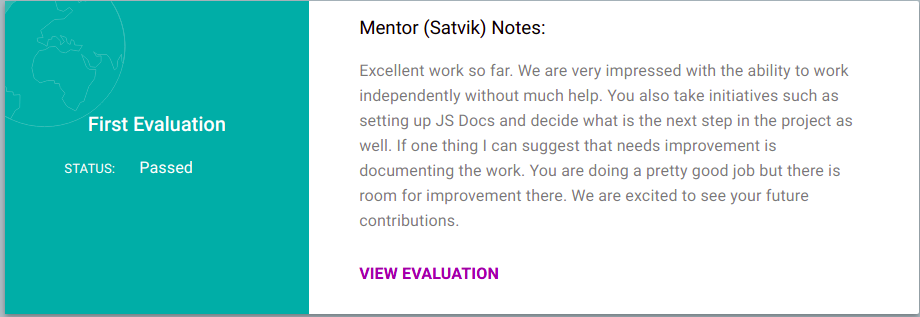 First Evaluation
STATUS: Passed
Mentor (Satvik) Notes:
Excellent work so far. We are very impressed with the ability to work
independently without much help. You also take initiatives such as
setting up JS Docs and decide what is the next step in the project as
well. If one thing I can suggest that needs improvement is
documenting the work. You are doing a pretty good job but there is
room for improvement there. We are excited to see your future
contributions.
VIEW EVALUATION